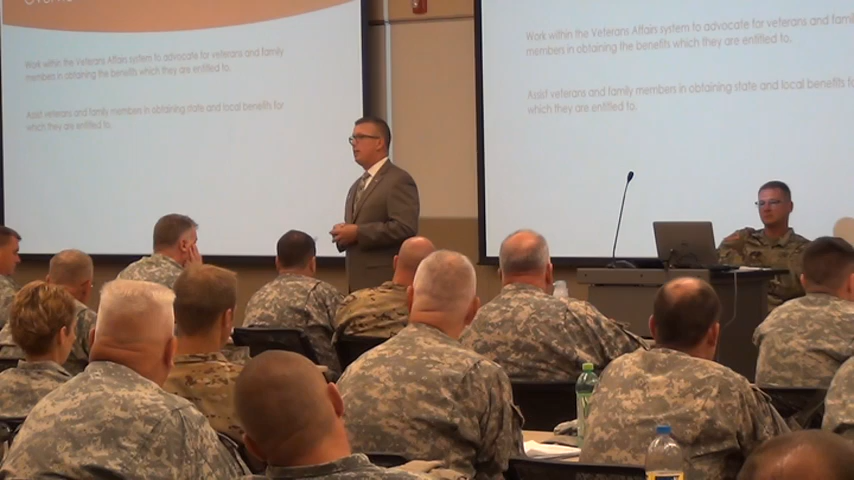 Work within the Veterans Affairs system to advocate for veterans and family
members in obtaining the benefits which they are entitled to.
Assist veterans and family members in obtaining state and local benefits for
which they are entitled to.
Work within the Veterans Affairs system to advocate for veterans and
members in obtaining the benefits which they are entitled to.
Assist veterans and family members in obtaining state and local benefits
which they are entitled to.